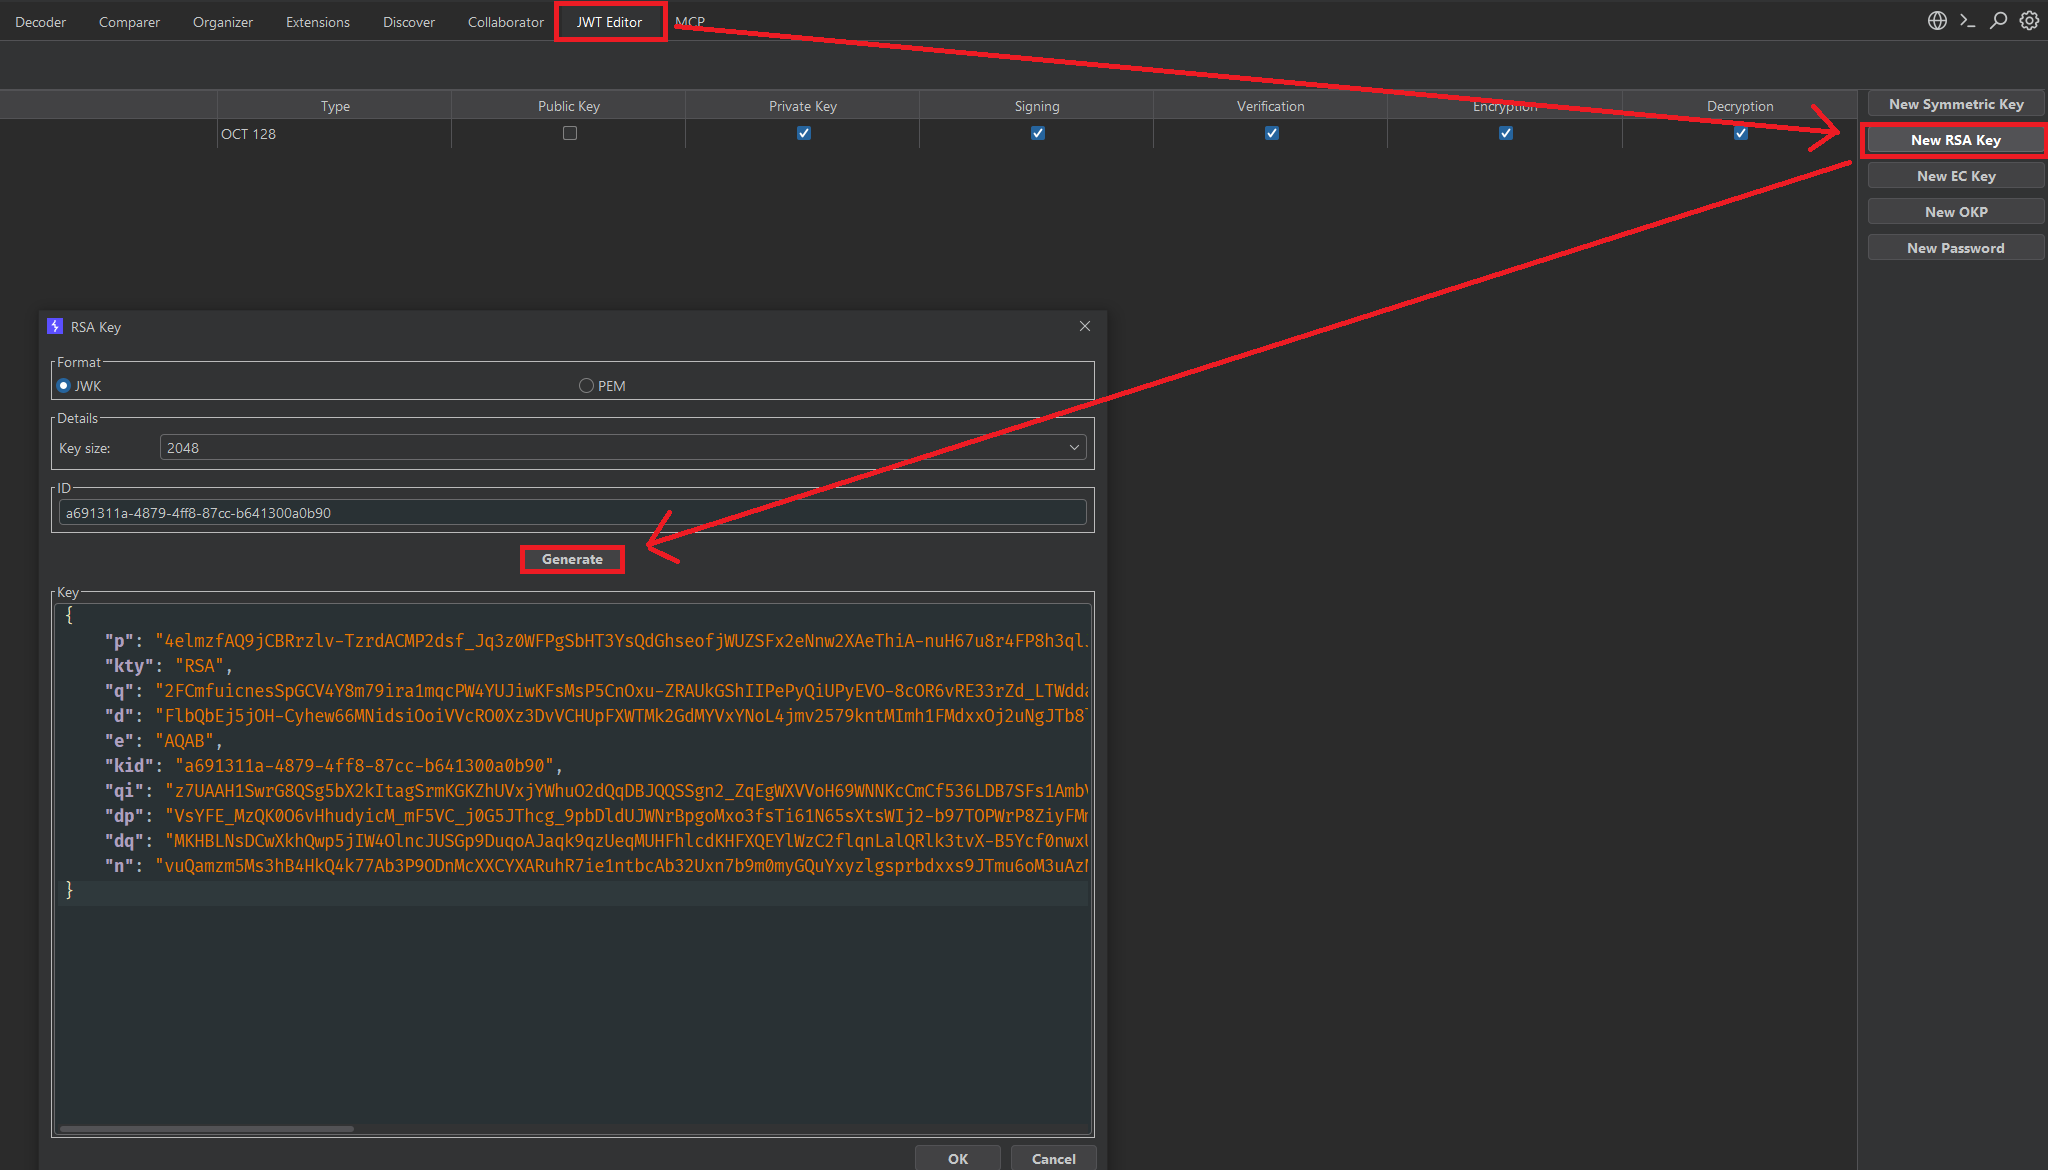 Decoder Comparer Organizer Extensions Discover Collaborator JWT Editor MCP
Type Public Key Private Key Signing Verification Encryption Decryption
OCT 128
New Symmetric Key
New RSA Key
New EC Key
New OKP
New Password
RSA Key
Format
JWK PEM
Details
Key size: 2048
ID
a691311a-4879-4ff8-87cc-b641300a0b90
Generate
Key
{
"p": "4elmzfAQ9jCBRrzlv-TzrdACMP2dsf_Jq3z0WFPgSbHT3YsQdGhseofjWUZSFx2eNnw2XAeThiA-nuH67u8r4FP8h3ql
"kty": "RSA",
"q": "2FCmfuicnesSpGCV4Y8m79ira1mqcPW4YUJiwKFsMsP5CnOxu-ZRAUkGShIIPePyQiUPyEVO-8cOR6vRE33rZd_LTWdda
"d": "FlbQbEj5jOH-Cyhew66MNidsiOoiVVcRO0Xz3DvVCHUpFXWTMk2GdMYVxYNoL4jmv2579kntMImh1FMdxxOj2uNgJTb8
"e": "AQAB",
"kid": "a691311a-4879-4ff8-87cc-b641300a0b90",
"qi": "z7UAAH1SwrG8QSg5bX2kItagSrmKGKZhUVxjYWhuO2dQqDBJQQSSgn2_ZqEgWXVVoH69WNNKcCmCf536LDB7SFs1Amb
"dp": "VsYFE_MzQK0O6vHhudyicM_mF5VC_j0G5JThcg_9pbDldUJWNrBpgoMxo3fsTi61N65sXtsWIj2-b97TOPWrP8ZiyFM
"dq": "MKHBLNsDCwXkhQwp5jIW4OlncJUSGp9DuqoAJaqk9qzUeqMUHFhlcdKHFXQEYlWzC2flqnLalQRlk3tvX-B5Ycf0nwx
"n": "vuQamzm5Ms3hB4HkQ4k77Ab3P9ODnMcXXCYXARuhR7ie1ntbcAb32Uxn7b9m0myGQuYxyzlgsprbdxxs9JTmu6oM3uAz
}
OK Cancel